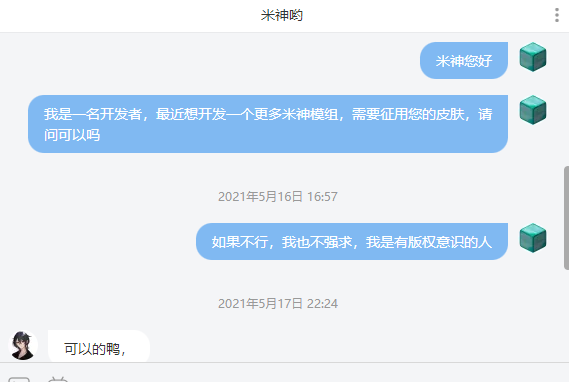 米神哟
米神您好
我是一名开发者，最近想开发一个更多米神模组，需要征用您的皮肤，请
问可以吗
2021年5月16日 16:57
如果不行，我也不强求，我是有版权意识的人
2021年5月17日 22:24
可以的鸭，